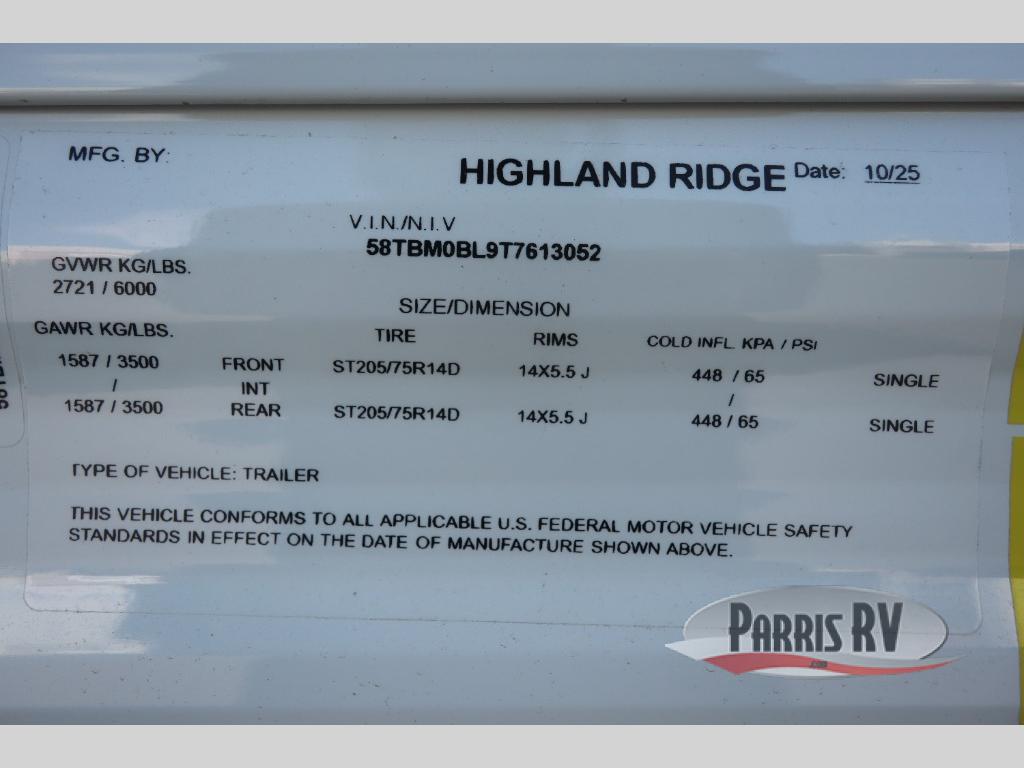 MFG. BY:
HIGHLAND RIDGE Date: 10/25
V.I.N./N.I.V
58TBM0BL9T7613052
GVWR KG/LBS.
2721 / 6000
SIZE/DIMENSION
GAWR KG/LBS. TIRE RIMS COLD INFL. KPA / PSI
1587 / 3500 FRONT ST205/75R14D 14X5.5 J 448 / 65 SINGLE
/ INT /
1587 / 3500 REAR ST205/75R14D 14X5.5 J 448 / 65 SINGLE
TYPE OF VEHICLE: TRAILER
THIS VEHICLE CONFORMS TO ALL APPLICABLE U.S. FEDERAL MOTOR VEHICLE SAFETY
STANDARDS IN EFFECT ON THE DATE OF MANUFACTURE SHOWN ABOVE.
PARRIS RV
.com